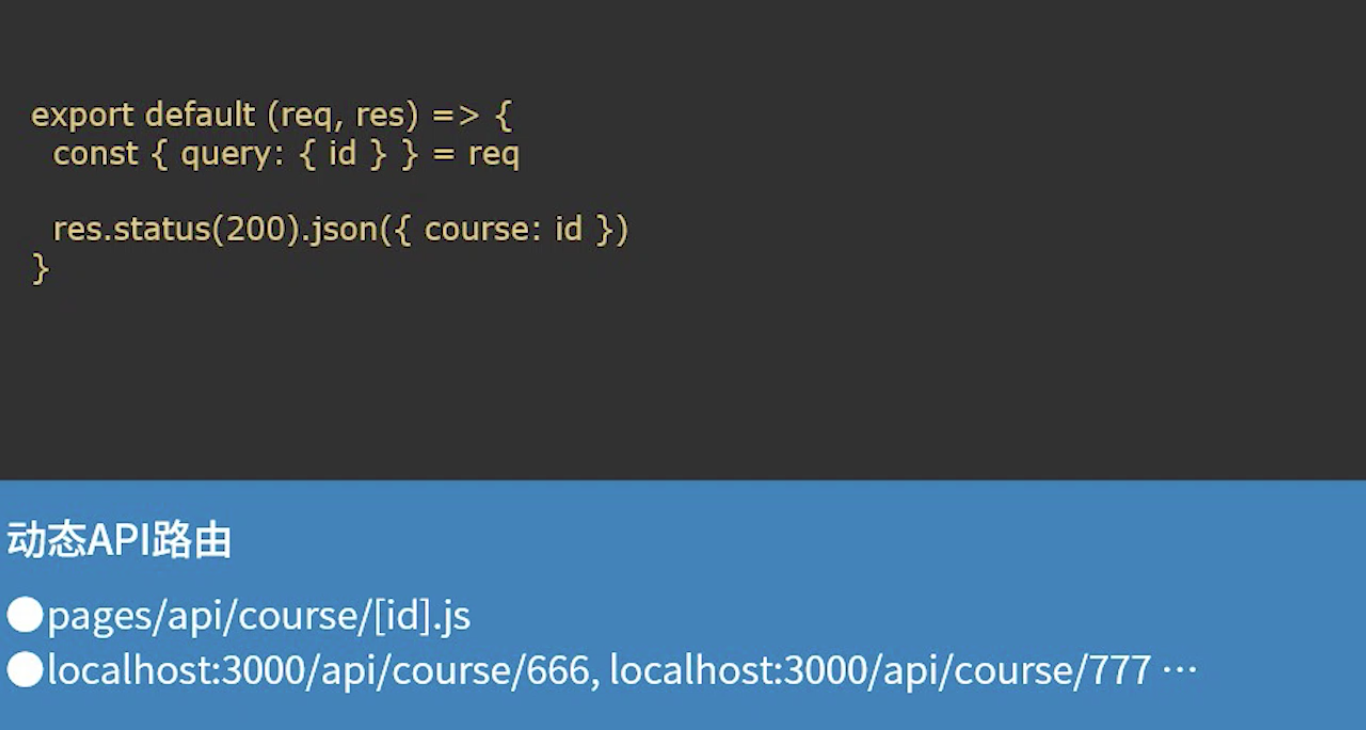 export default (req, res) => {
  const { query: { id } } = req
  res.status(200).json({ course: id })
}
动态API路由
●pages/api/course/[id].js
●localhost:3000/api/course/666, localhost:3000/api/course/777 ···